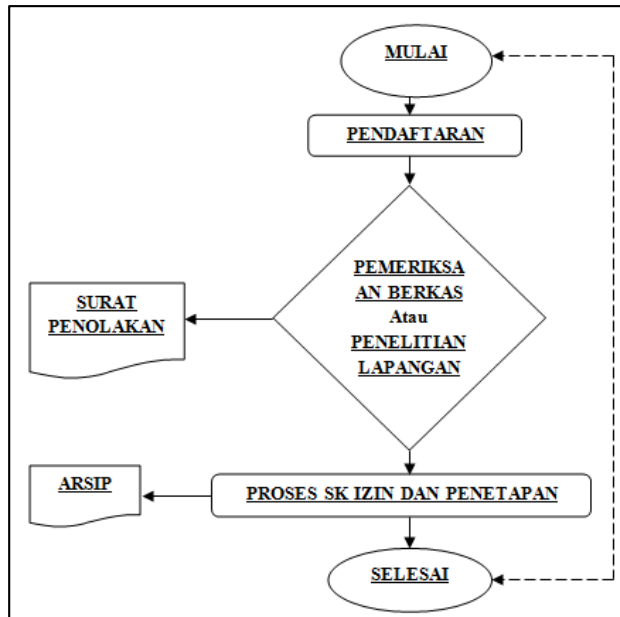 MULAI
PENDAFTARAN
PEMERIKSA
AN BERKAS
Atau
PENELITIAN
LAPANGAN
SURAT
PENOLAKAN
ARSIP
PROSES SK IZIN DAN PENETAPAN
SELESAI